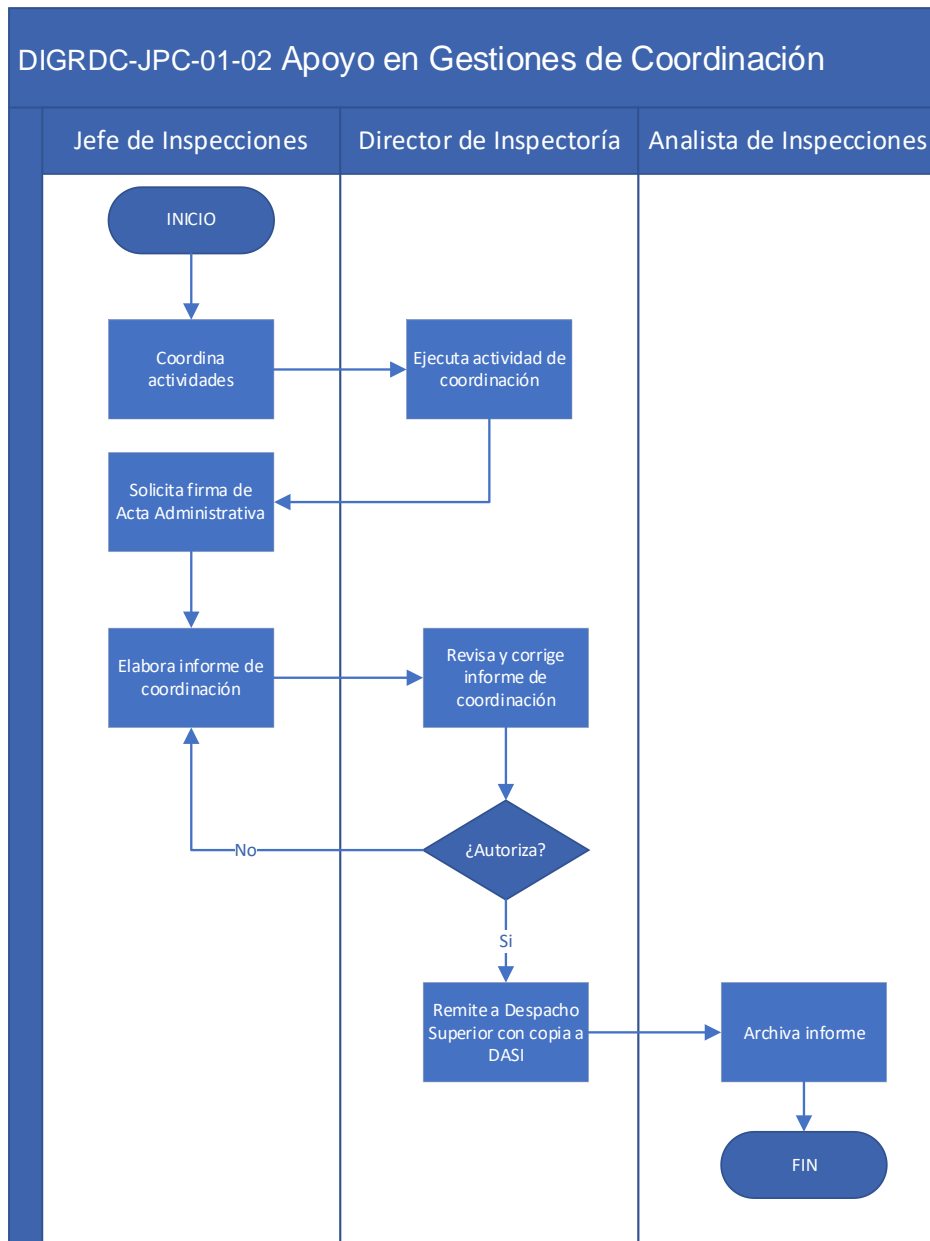 DIGRDC-JPC-01-02 Apoyo en Gestiones de Coordinación
Jefe de Inspecciones
Director de Inspectoría
Analista de Inspecciones
INICIO
Coordina
actividades
Ejecuta actividad de
coordinación
Solicita firma de
Acta Administrativa
Elabora informe de
coordinación
Revisa y corrige
informe de
coordinación
¿Autoriza?
No
Si
Remite a Despacho
Superior con copia a
DASI
Archiva informe
FIN